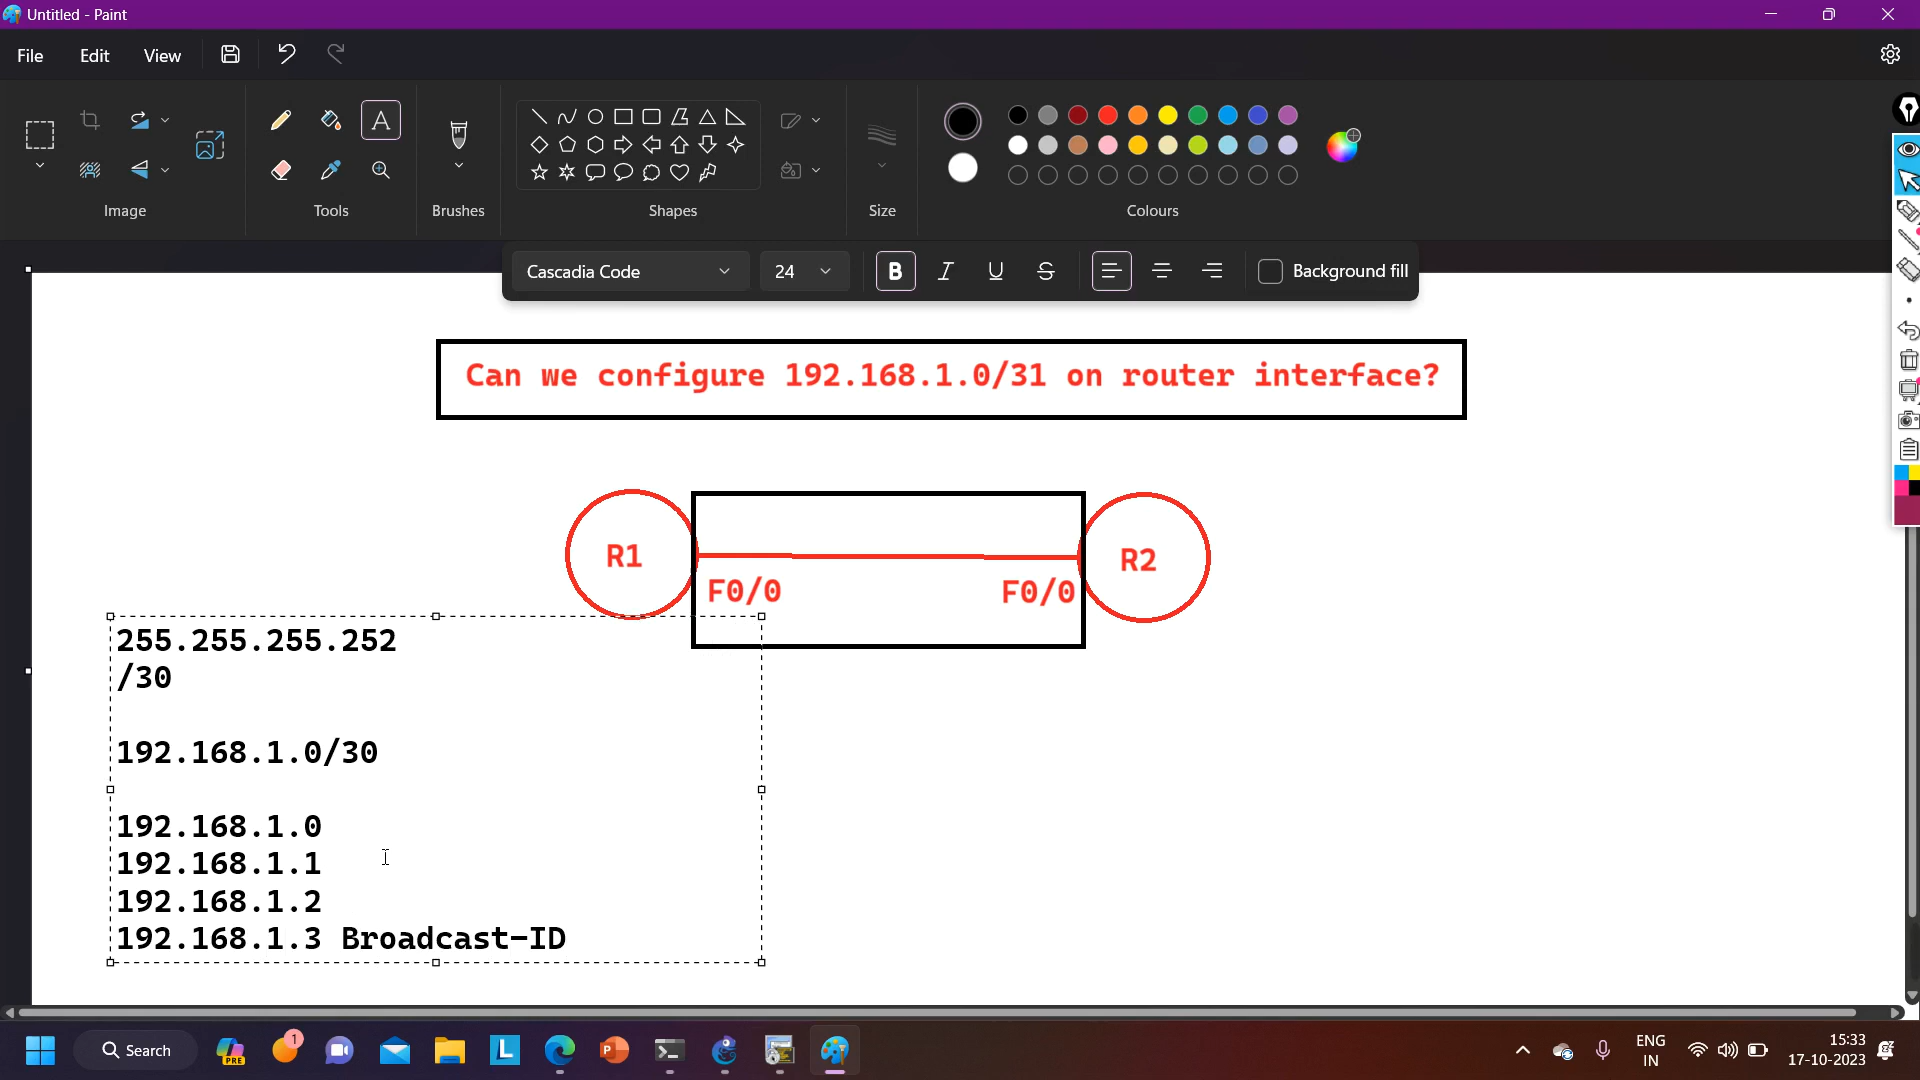 Untitled - Paint
File Edit View
Image Tools Brushes Shapes Size Colours
Cascadia Code 24 B I U S Background fill
Can we configure 192.168.1.0/31 on router interface?
R1 R2
F0/0 F0/0
255.255.255.252
/30
192.168.1.0/30
192.168.1.0
192.168.1.1
192.168.1.2
192.168.1.3 Broadcast-ID
Search PRE 1 L P ENG 15:33
IN 17-10-2023